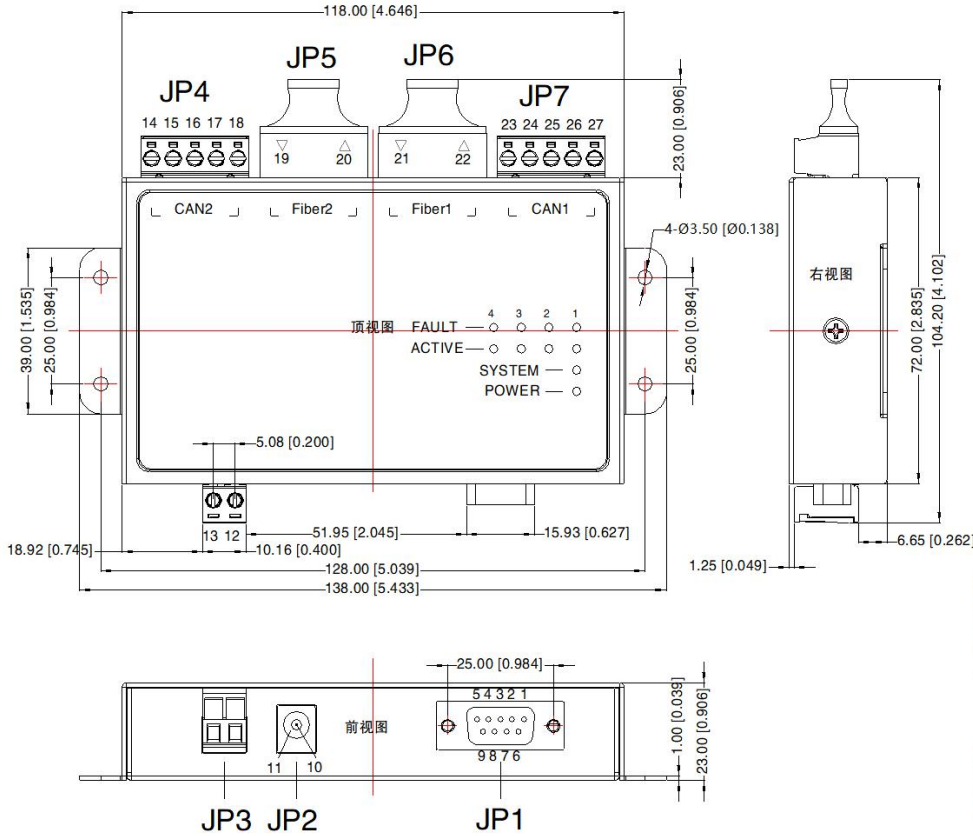 118.00 [4.646]
JP5
JP6
JP4
JP7
14 15 16 17 18
23 24 25 26 27
19
20
21
22
23.00 [0.906]
CAN2
Fiber2
Fiber1
CAN1
4-Ø3.50 [Ø0.138]
39.00 [1.535]
25.00 [0.984]
顶视图
4 3 2 1
FAULT
ACTIVE
SYSTEM
POWER
25.00 [0.984]
右视图
72.00 [2.835]
104.20 [4.102]
5.08 [0.200]
13 12
51.95 [2.045]
15.93 [0.627]
18.92 [0.745]
10.16 [0.400]
6.65 [0.262]
1.25 [0.049]
128.00 [5.039]
138.00 [5.433]
25.00 [0.984]
5 4 3 2 1
前视图
9 8 7 6
11
10
1.00 [0.039]
23.00 [0.906]
JP3
JP2
JP1